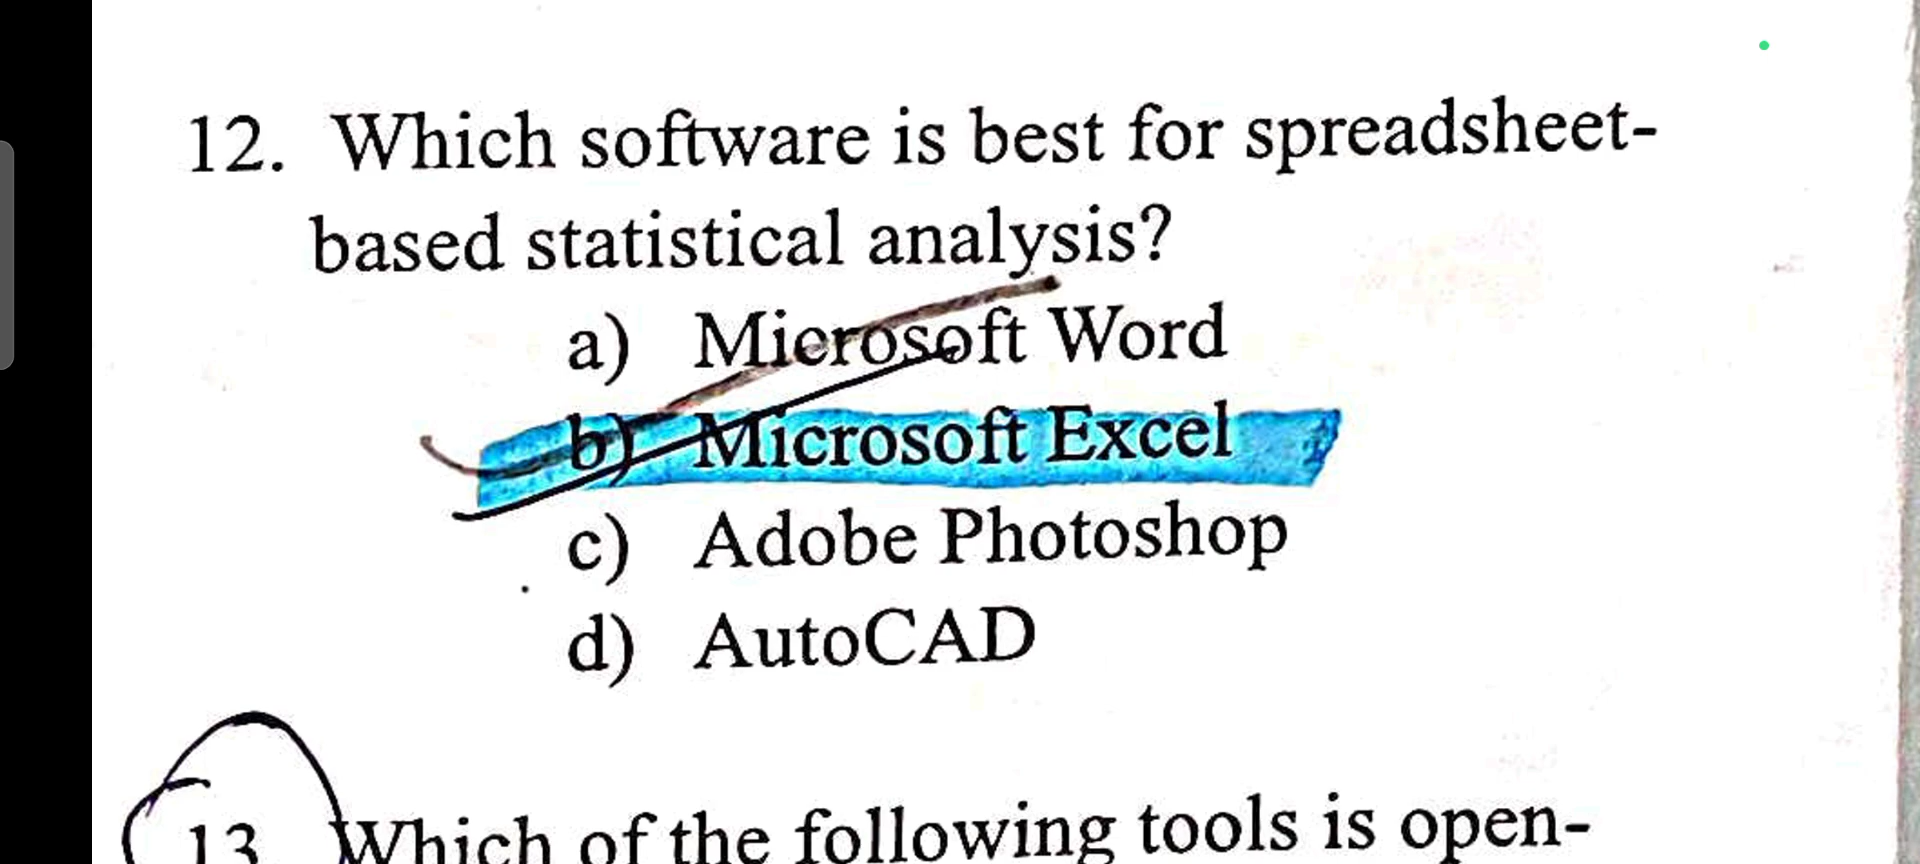 12. Which software is best for spreadsheet-
based statistical analysis?
a) Microsoft Word
b) Microsoft Excel
c) Adobe Photoshop
d) AutoCAD
13 Which of the following tools is open-